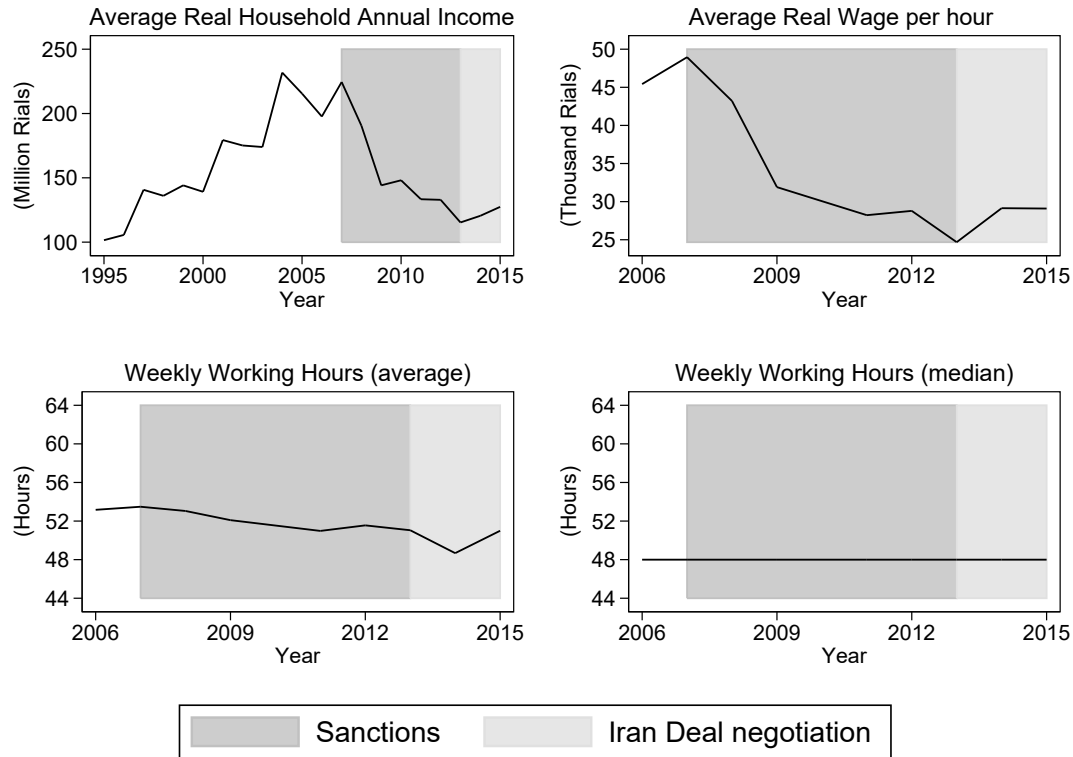 Average Real Household Annual Income
(Million Rials)
250
200
150
100
1995 2000 2005 2010 2015
Year
Average Real Wage per hour
(Thousand Rials)
50
45
40
35
30
25
2006 2009 2012 2015
Year
Weekly Working Hours (average)
(Hours)
64
60
56
52
48
44
2006 2009 2012 2015
Year
Weekly Working Hours (median)
(Hours)
64
60
56
52
48
44
2006 2009 2012 2015
Year
Sanctions Iran Deal negotiation